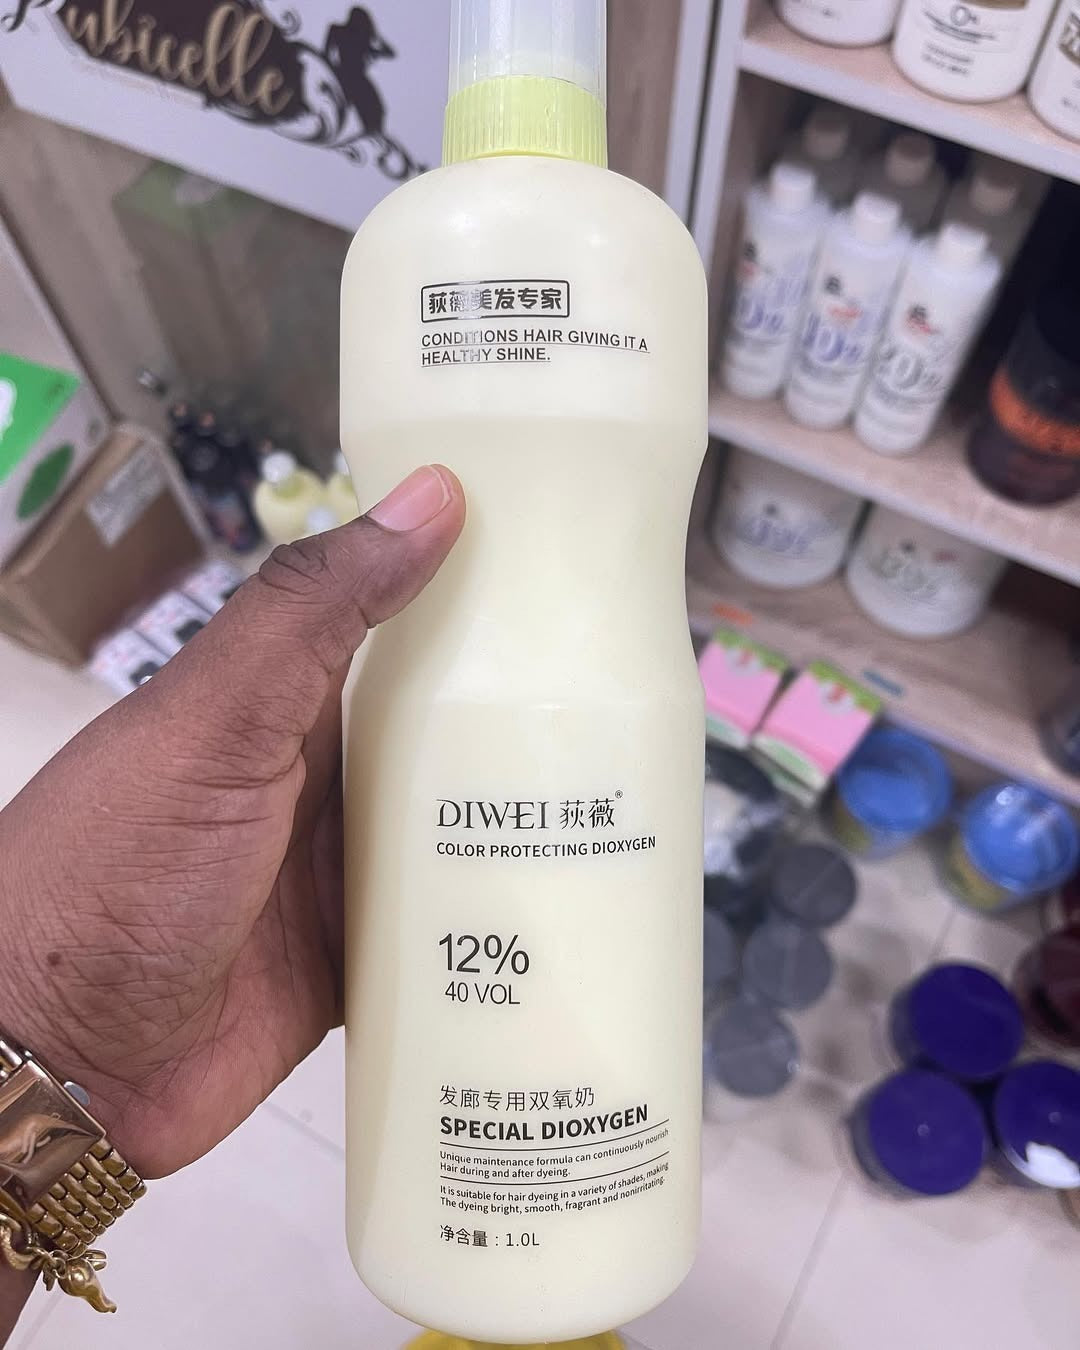 ubicelle
荻薇美发专家
CONDITIONS HAIR GIVING IT A
HEALTHY SHINE.
DIWEI 荻薇®
COLOR PROTECTING DIOXYGEN
12%
40 VOL
发廊专用双氧奶
SPECIAL DIOXYGEN
Unique maintenance formula can continuously nourish
Hair during and after dyeing.
It is suitable for hair dyeing in a variety of shades, making
The dyeing bright, smooth, fragrant and nonirritating.
净含量：1.0L